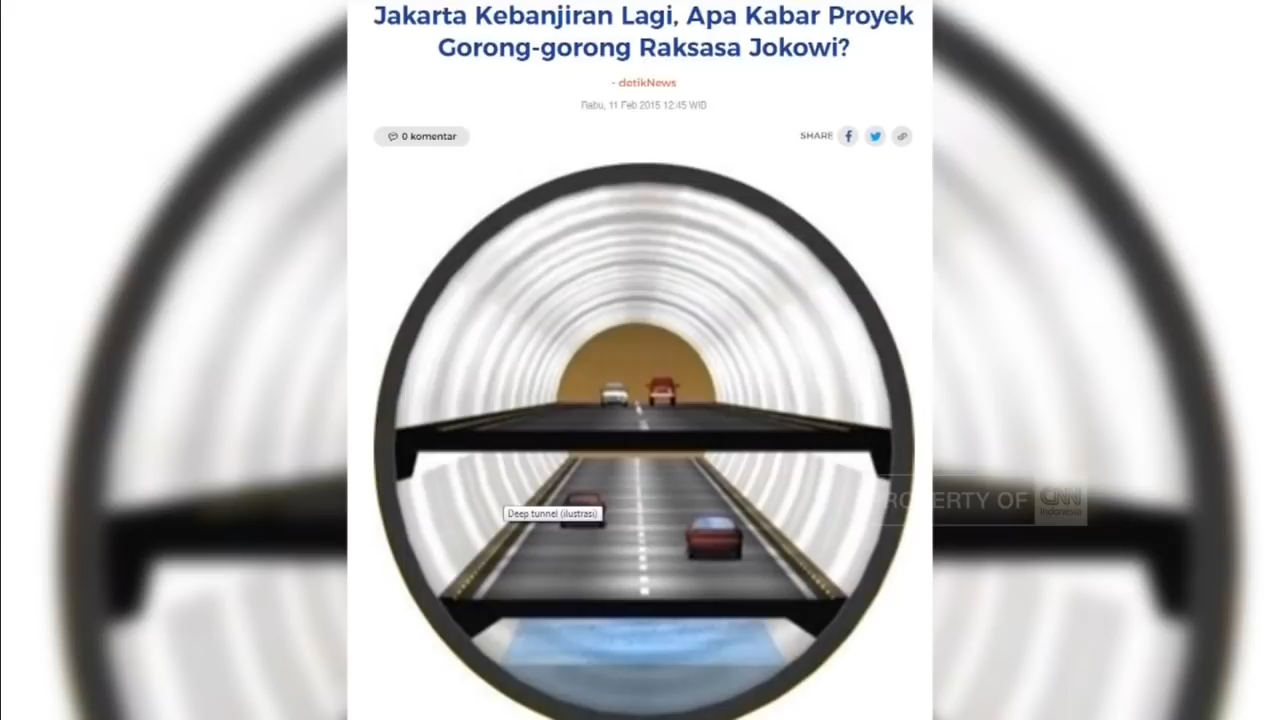 Jakarta Kebanjiran Lagi, Apa Kabar Proyek
Gorong-gorong Raksasa Jokowi?
- detikNews
Rabu, 11 Feb 2015 12:45 WIB
0 komentar
SHARE
Deep tunnel (ilustrasi)
PROPERTY OF CNN
Indonesia